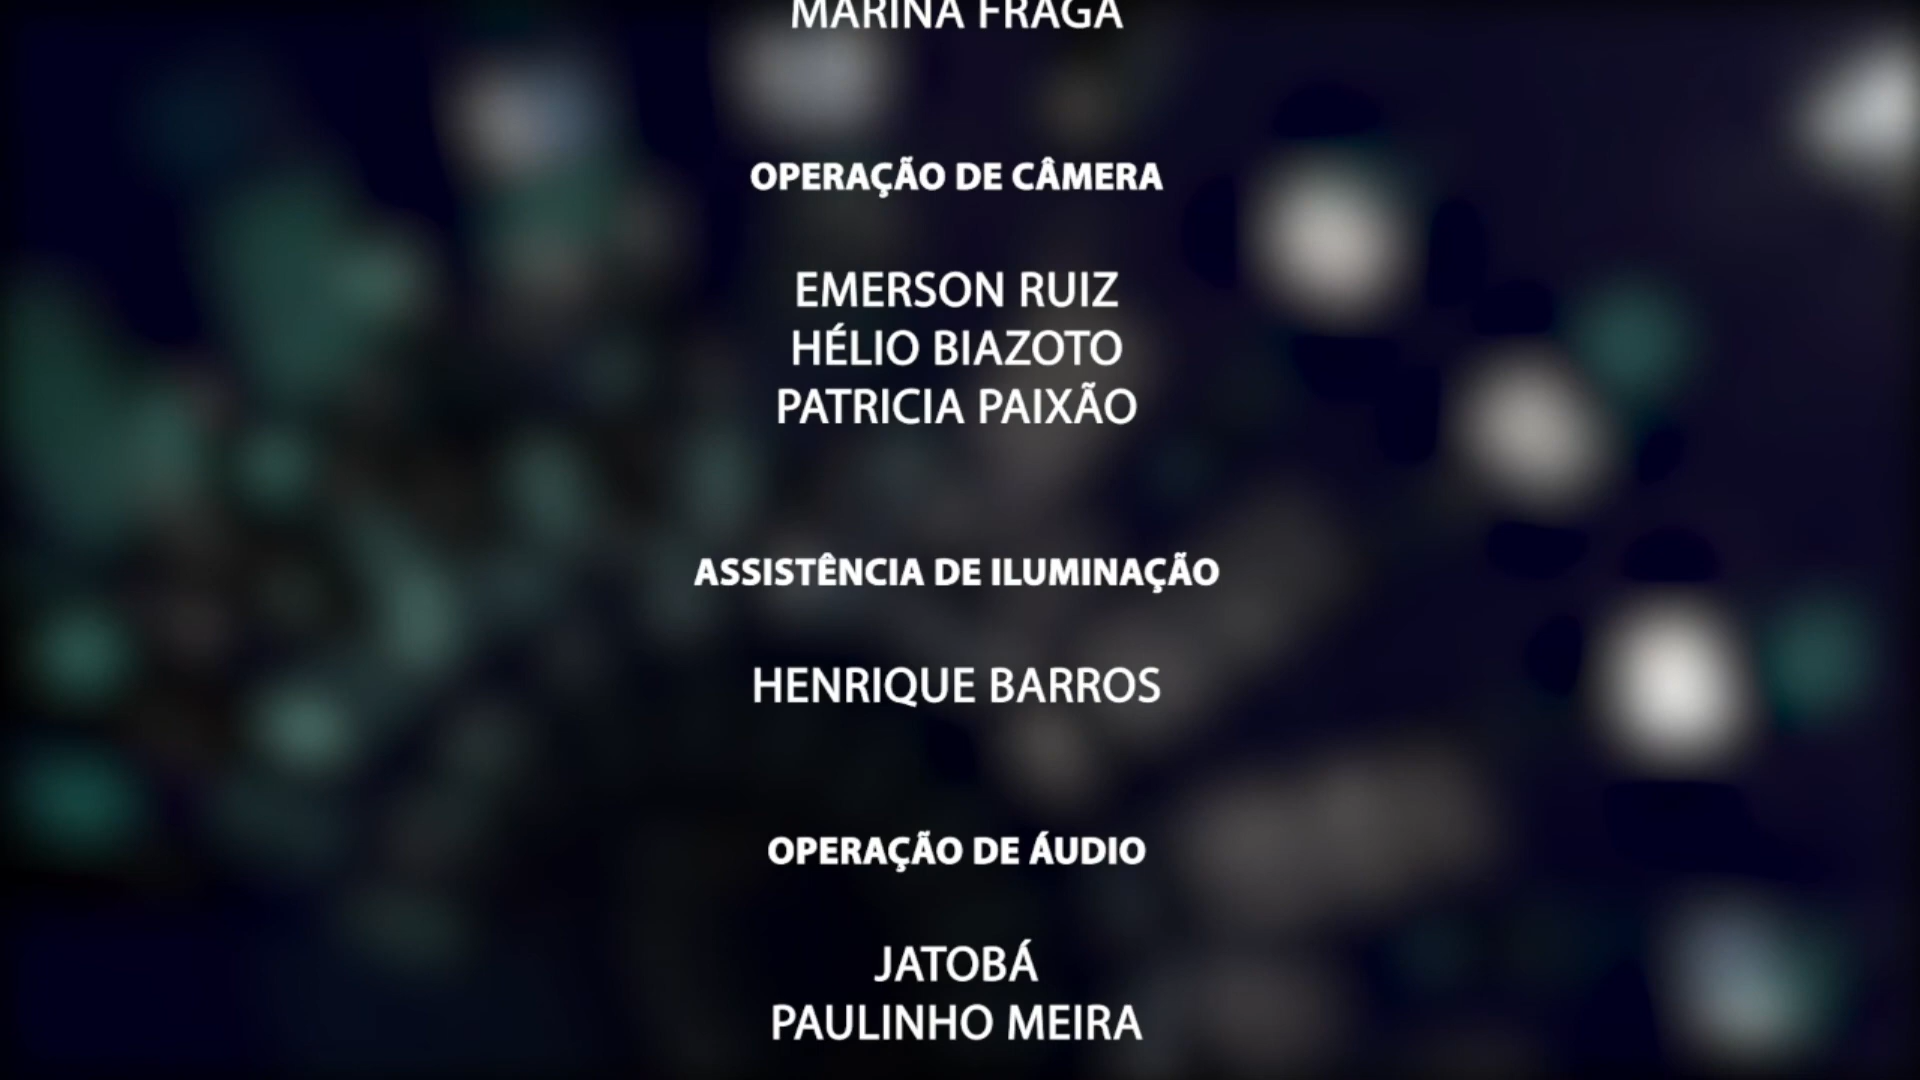 MARINA FRAGA
OPERAÇÃO DE CÂMERA
EMERSON RUIZ
HÉLIO BIAZOTO
PATRICIA PAIXÃO
ASSISTÊNCIA DE ILUMINAÇÃO
HENRIQUE BARROS
OPERAÇÃO DE ÁUDIO
JATOBÁ
PAULINHO MEIRA